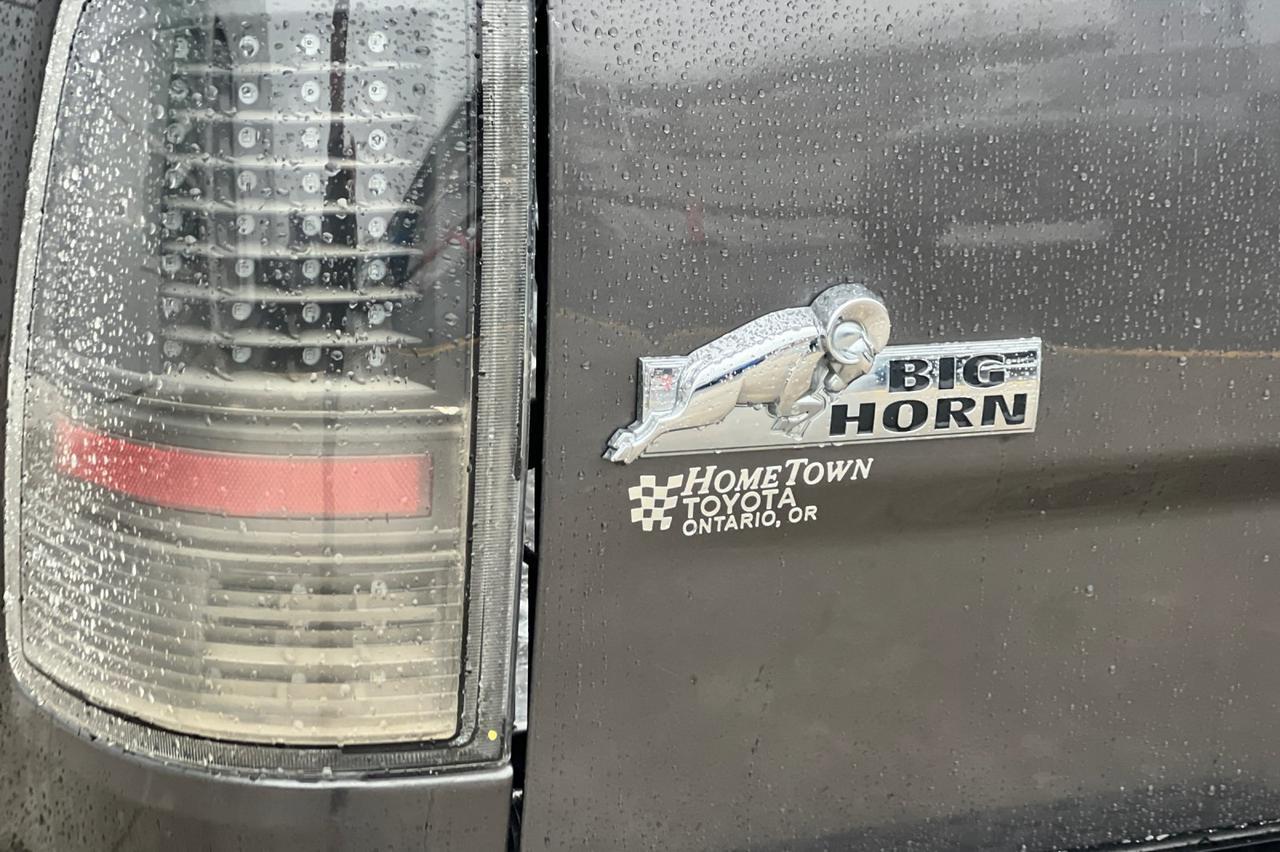 BIG
HORN
HOMETOWN
TOYOTA
ONTARIO, OR